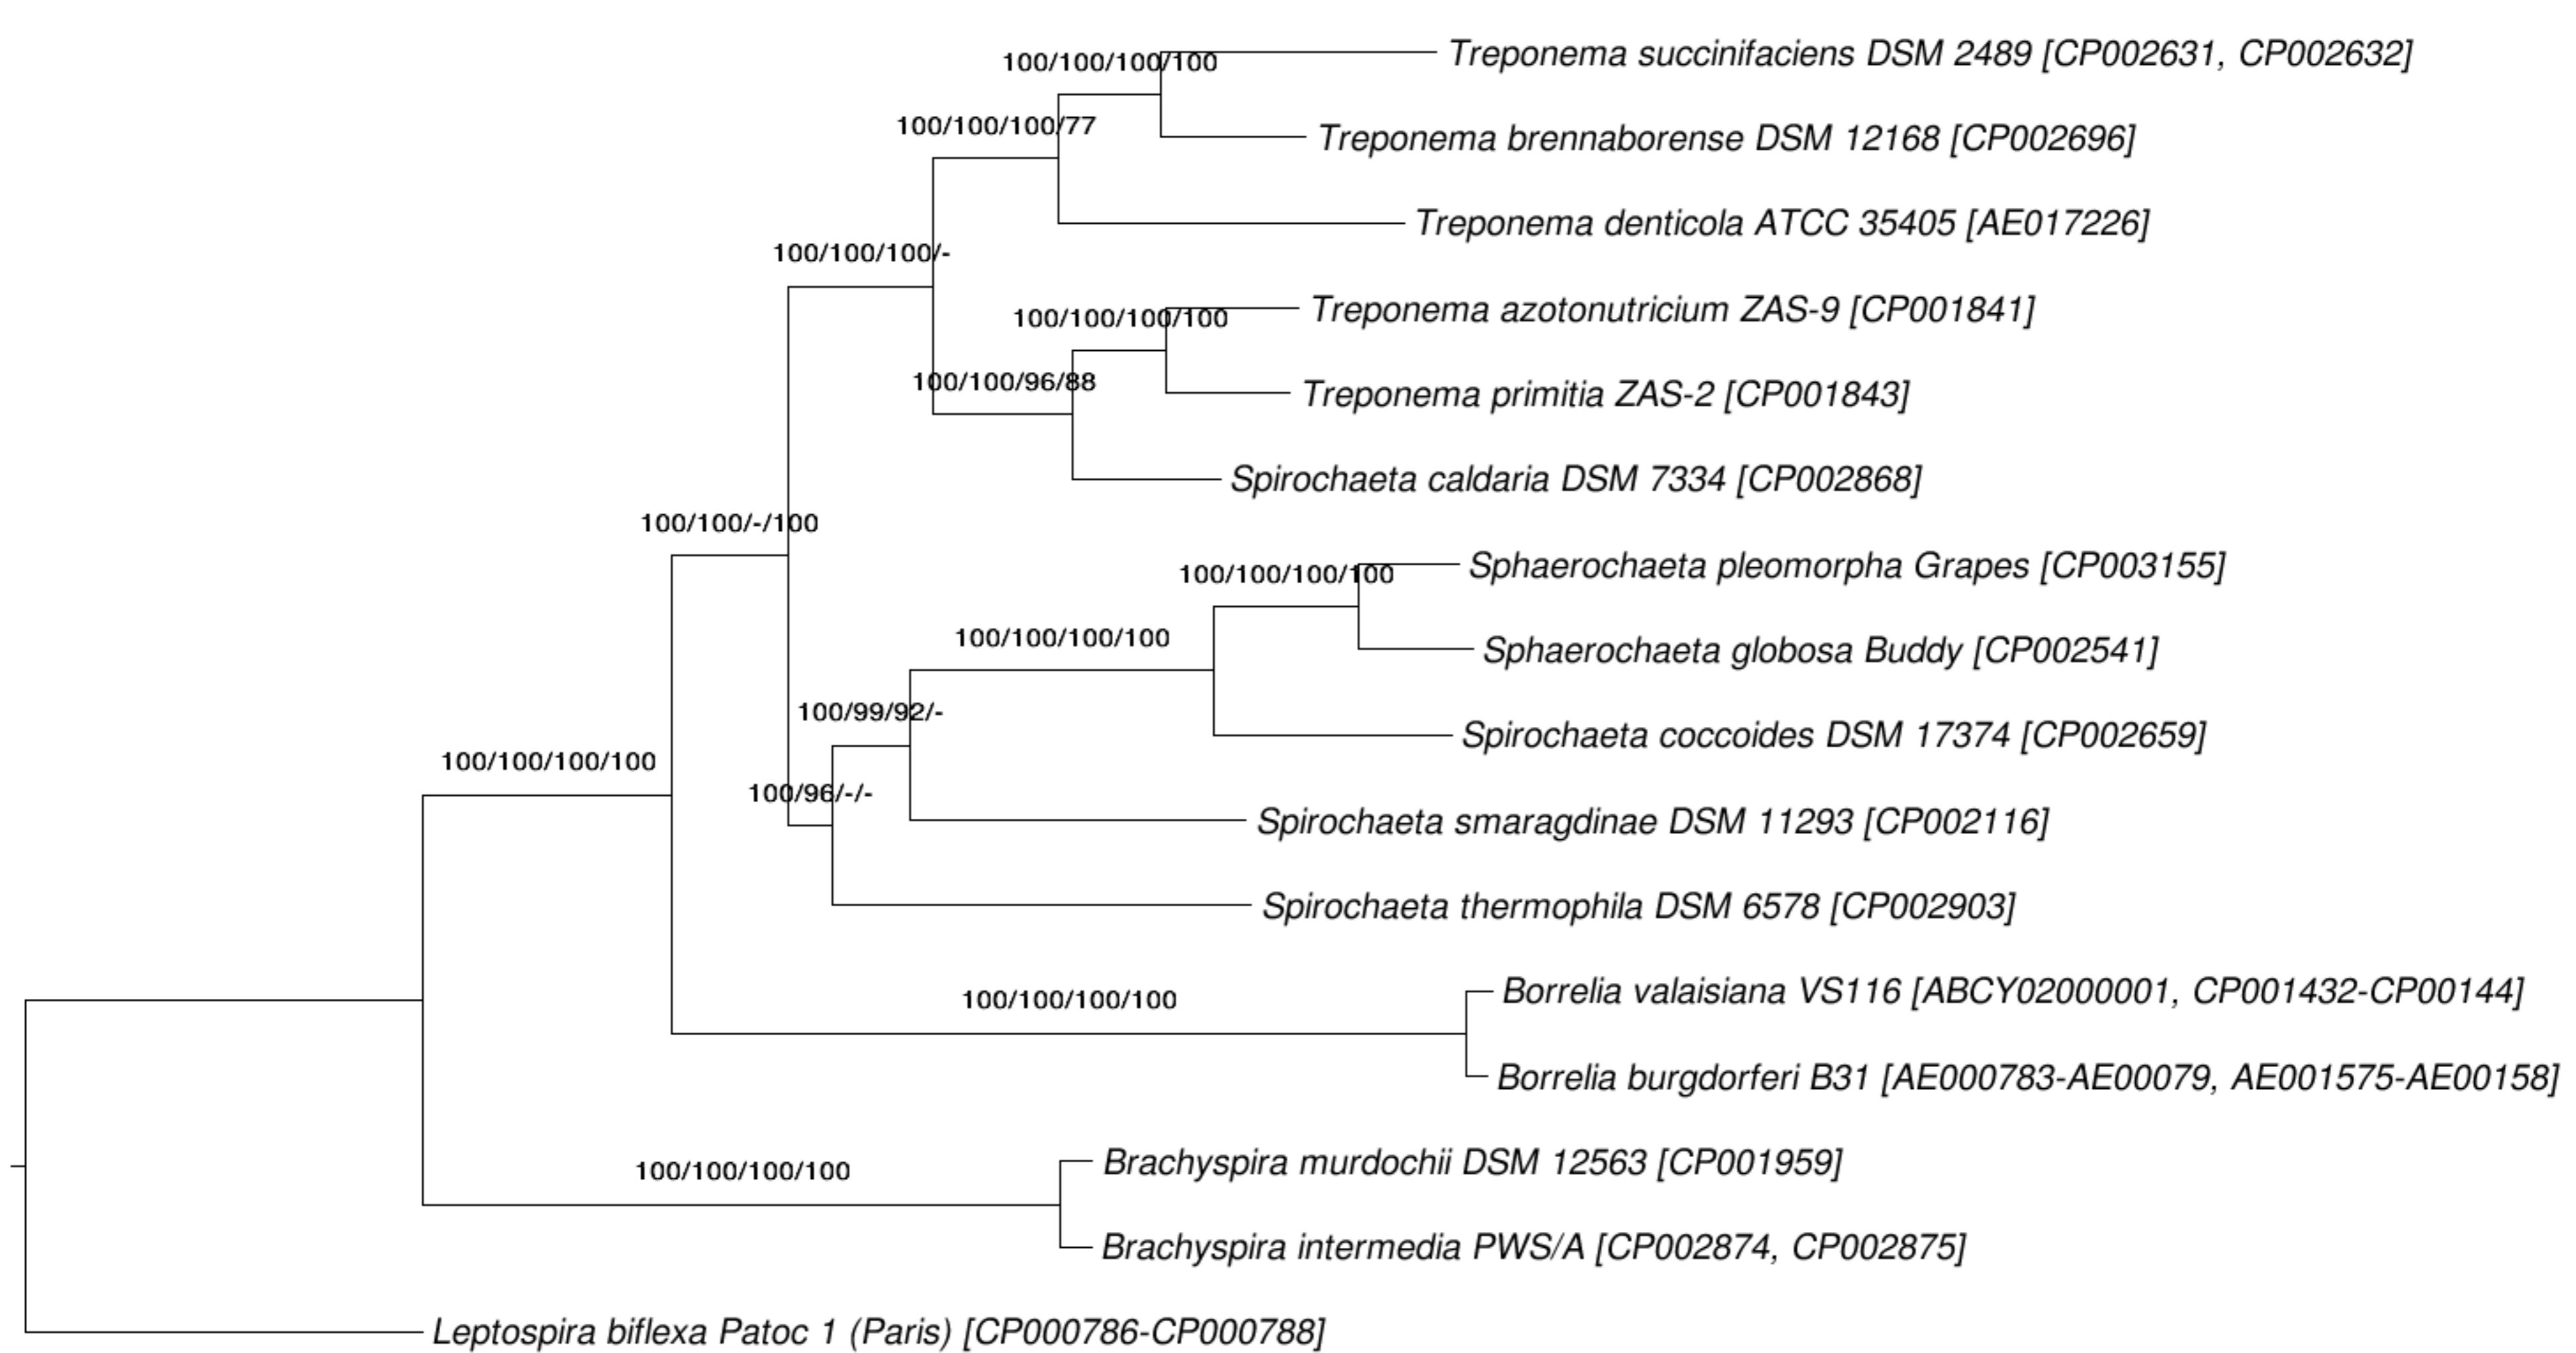 100/100/100/100
Treponema succinifaciens DSM 2489 [CP002631, CP002632]
100/100/100/77
Treponema brennaborense DSM 12168 [CP002696]
Treponema denticola ATCC 35405 [AE017226]
100/100/100/-
100/100/100/100
Treponema azotonutricium ZAS-9 [CP001841]
100/100/96/88
Treponema primitia ZAS-2 [CP001843]
Spirochaeta caldaria DSM 7334 [CP002868]
100/100/-/100
100/100/100/100
Sphaerochaeta pleomorpha Grapes [CP003155]
100/100/100/100
Sphaerochaeta globosa Buddy [CP002541]
100/99/92/-
Spirochaeta coccoides DSM 17374 [CP002659]
100/100/100/100
100/96/-/-
Spirochaeta smaragdinae DSM 11293 [CP002116]
Spirochaeta thermophila DSM 6578 [CP002903]
100/100/100/100
Borrelia valaisiana VS116 [ABCY02000001, CP001432-CP00144]
Borrelia burgdorferi B31 [AE000783-AE00079, AE001575-AE00158]
100/100/100/100
Brachyspira murdochii DSM 12563 [CP001959]
Brachyspira intermedia PWS/A [CP002874, CP002875]
Leptospira biflexa Patoc 1 (Paris) [CP000786-CP000788]